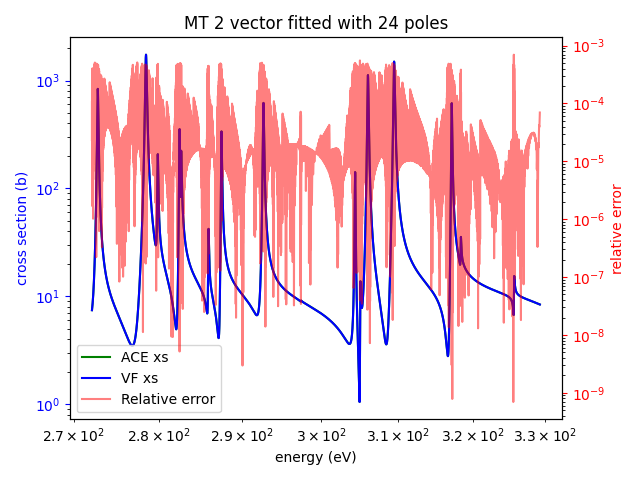 MT 2 vector fitted with 24 poles
10³
10²
10¹
10⁰
cross section (b)
10⁻³
10⁻⁴
10⁻⁵
10⁻⁶
10⁻⁷
10⁻⁸
10⁻⁹
relative error
ACE xs
VF xs
Relative error
2.7 × 10² 2.8 × 10² 2.9 × 10² 3 × 10² 3.1 × 10² 3.2 × 10² 3.3 × 10²
energy (eV)